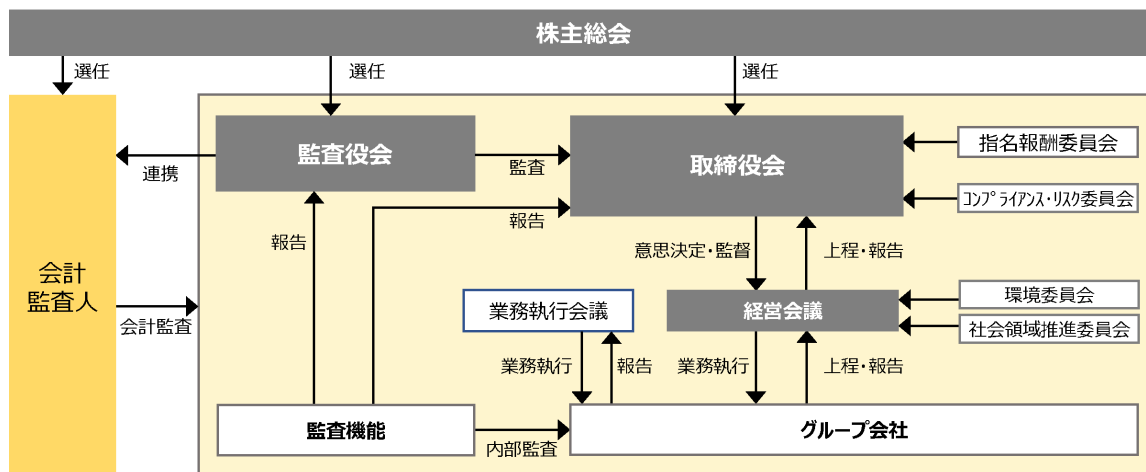 株主総会
選任
選任
選任
監査役会
取締役会
指名報酬委員会
連携
監査
コンプライアンス・リスク委員会
報告
報告
意思決定・監督
上程・報告
会計
監査人
会計監査
業務執行会議
経営会議
環境委員会
社会領域推進委員会
業務執行
報告
業務執行
上程・報告
監査機能
内部監査
グループ会社